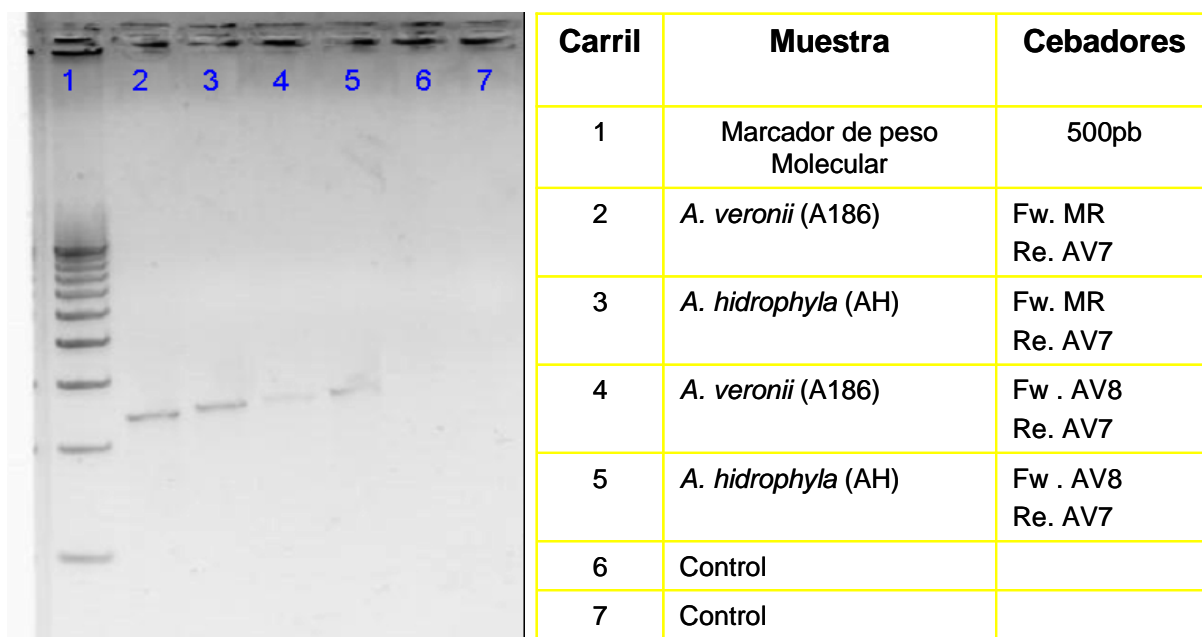 1 2 3 4 5 6 7
Carril Muestra Cebadores
1 Marcador de peso 500pb
Molecular
2 A. veronii (A186) Fw. MR
Re. AV7
3 A. hidrophyla (AH) Fw. MR
Re. AV7
4 A. veronii (A186) Fw . AV8
Re. AV7
5 A. hidrophyla (AH) Fw . AV8
Re. AV7
6 Control
7 Control